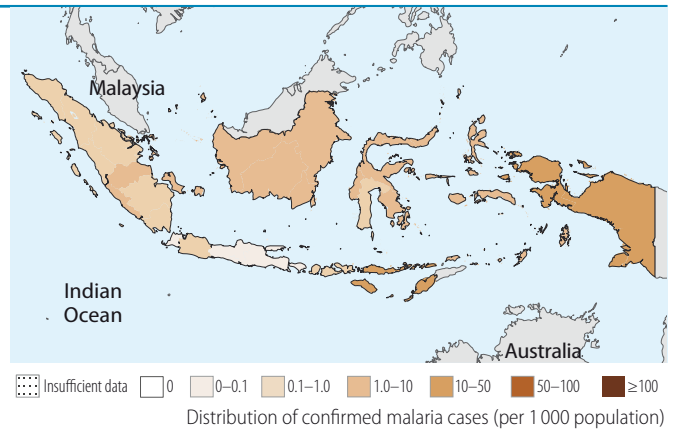 Malaysia
Indian
Ocean
Australia
Insufficient data 0 0–0.1 0.1–1.0 1.0–10 10–50 50–100 ≥100
Distribution of confirmed malaria cases (per 1 000 population)